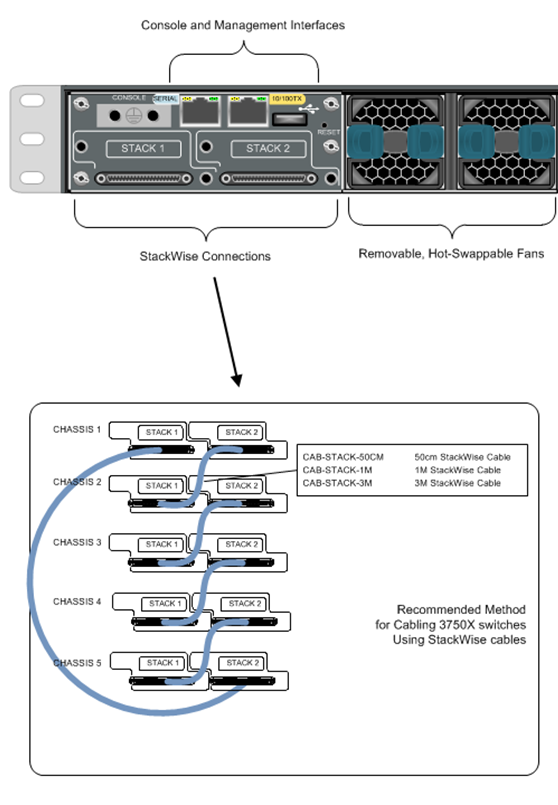 Console and Management Interfaces
CONSOLE
SERIAL
10/100TX
RESET
STACK 1
STACK 2
StackWise Connections
Removable, Hot-Swappable Fans
CHASSIS 1
STACK 1
STACK 2
CAB-STACK-50CM 50cm StackWise Cable
CAB-STACK-1M 1M StackWise Cable
CAB-STACK-3M 3M StackWise Cable
CHASSIS 2
STACK 1
STACK 2
CHASSIS 3
STACK 1
STACK 2
CHASSIS 4
STACK 1
STACK 2
Recommended Method
for Cabling 3750X switches
Using StackWise cables
CHASSIS 5
STACK 1
STACK 2